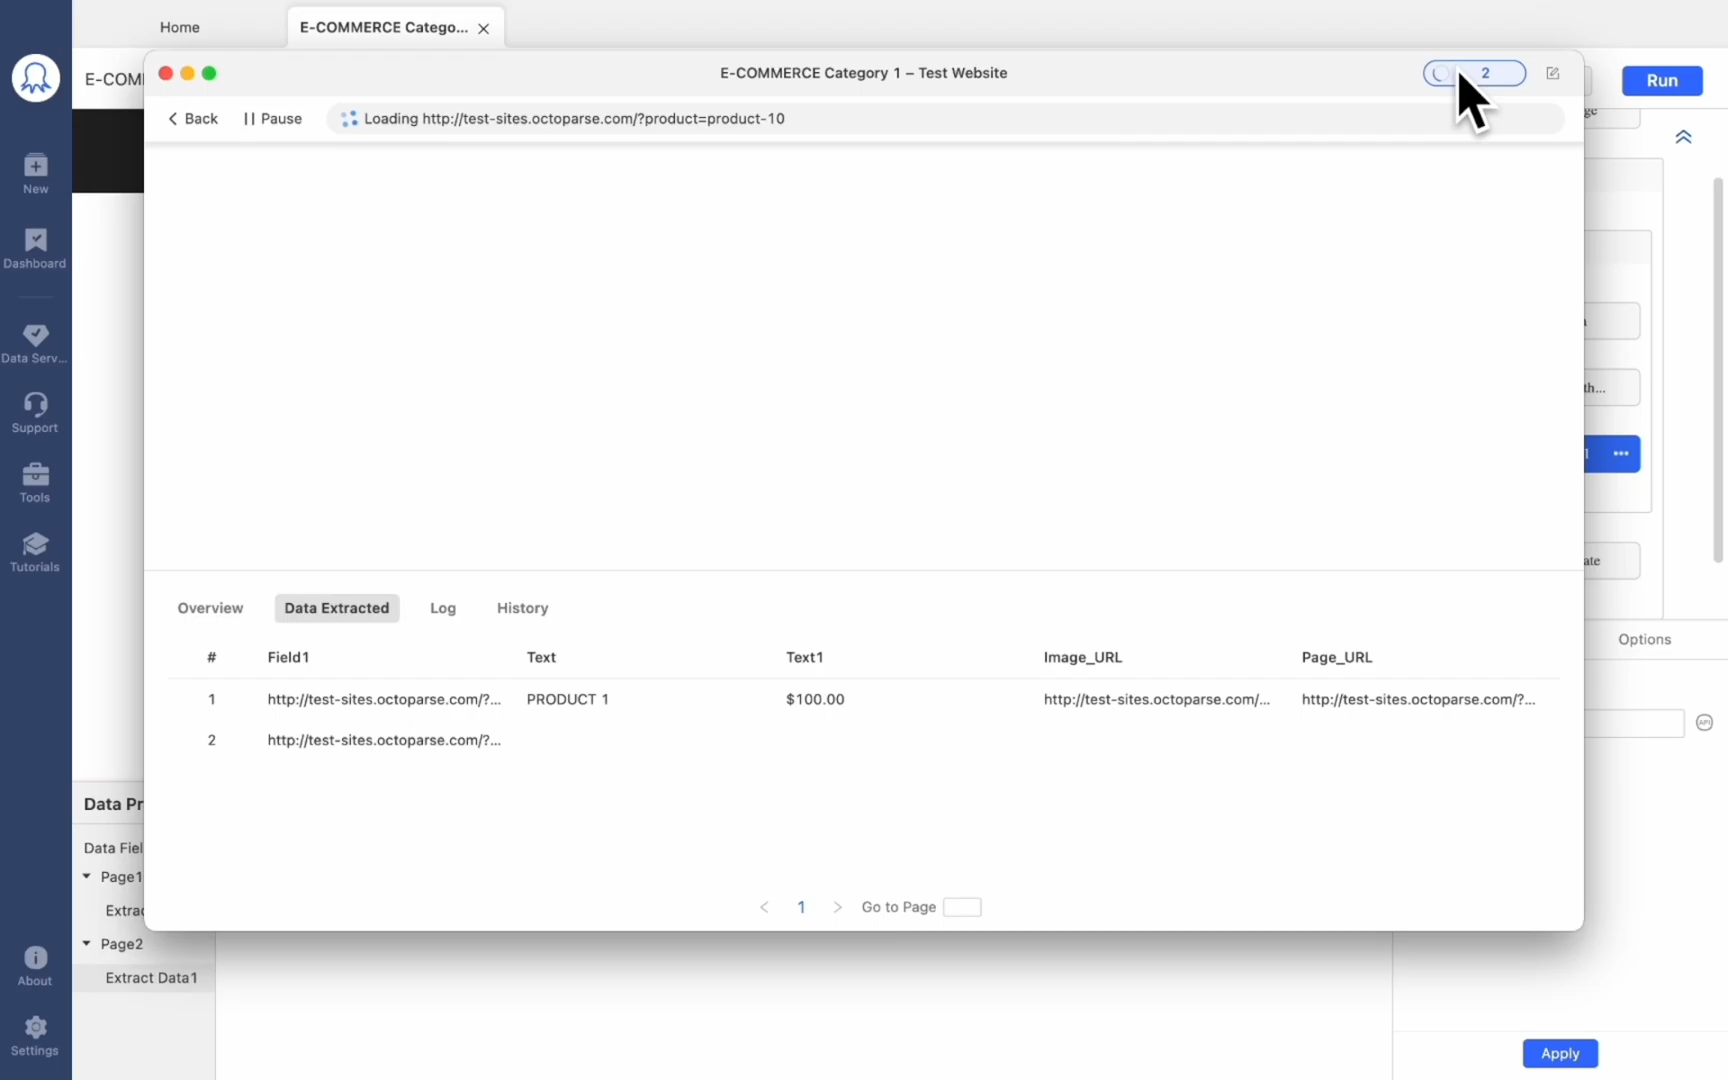 Home
E-COMMERCE Catego...
E-COM
E-COMMERCE Category 1 – Test Website
2
Run
Back
Pause
Loading http://test-sites.octoparse.com/?product=product-10
New
Dashboard
Data Serv...
Support
Tools
Tutorials
About
Settings
th...
ate
Options
API
Overview
Data Extracted
Log
History
# Field1 Text Text1 Image_URL Page_URL
1 http://test-sites.octoparse.com/?... PRODUCT 1 $100.00 http://test-sites.octoparse.com/... http://test-sites.octoparse.com/?...
2 http://test-sites.octoparse.com/?...
< 1 > Go to Page
Data Pr
Data Fiel
Page1
Extrac
Page2
Extract Data1
Apply